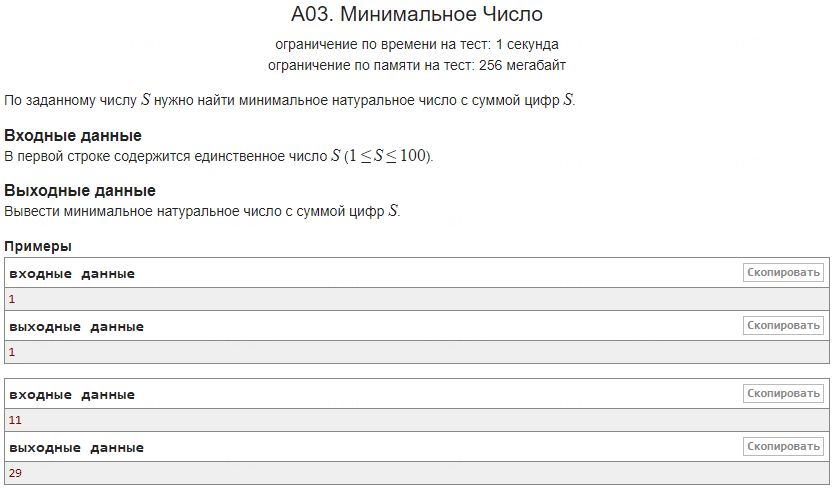 A03. Минимальное Число
ограничение по времени на тест: 1 секунда
ограничение по памяти на тест: 256 мегабайт
По заданному числу S нужно найти минимальное натуральное число с суммой цифр S.
Входные данные
В первой строке содержится единственное число S (1 ≤ S ≤ 100).
Выходные данные
Вывести минимальное натуральное число с суммой цифр S.
Примеры
входные данные Скопировать
1
выходные данные Скопировать
1
входные данные Скопировать
11
выходные данные Скопировать
29